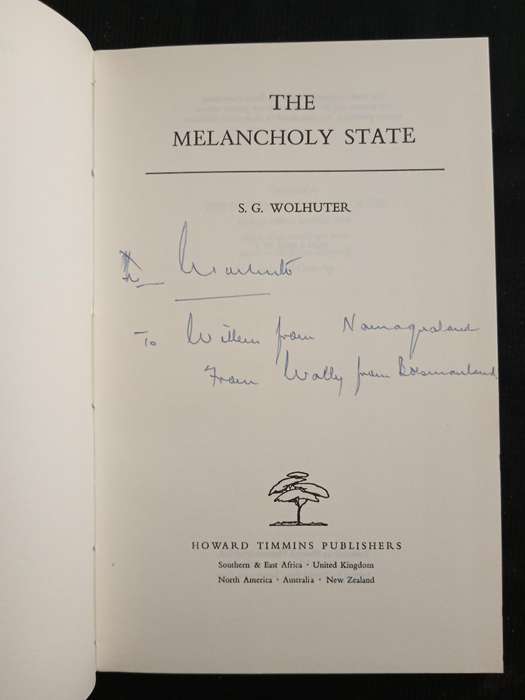 THE
MELANCHOLY STATE
S. G. WOLHUTER
To Willem from Namaqualand
From Wally from Bosmanland
HOWARD TIMMINS PUBLISHERS
Southern & East Africa · United Kingdom
North America · Australia · New Zealand